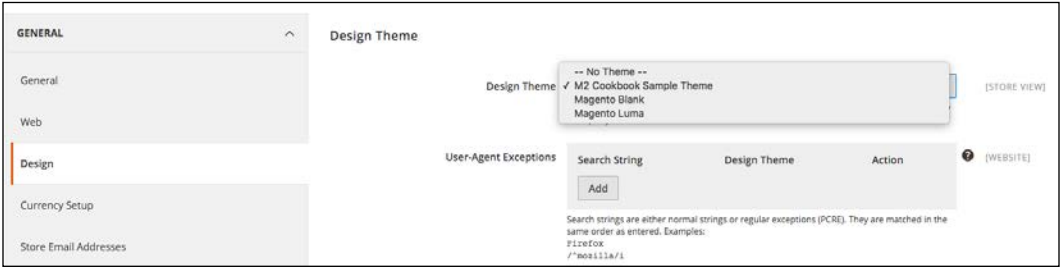 GENERAL
General
Web
Design
Currency Setup
Store Email Addresses
Design Theme
Design Theme
-- No Theme --
✓ M2 Cookbook Sample Theme
Magento Blank
Magento Luma
[STORE VIEW]
User-Agent Exceptions
Search String Design Theme Action
Add
? [WEBSITE]
Search strings are either normal strings or regular exceptions (PCRE). They are matched in the
same order as entered. Examples:
Firefox
/^mozilla/i